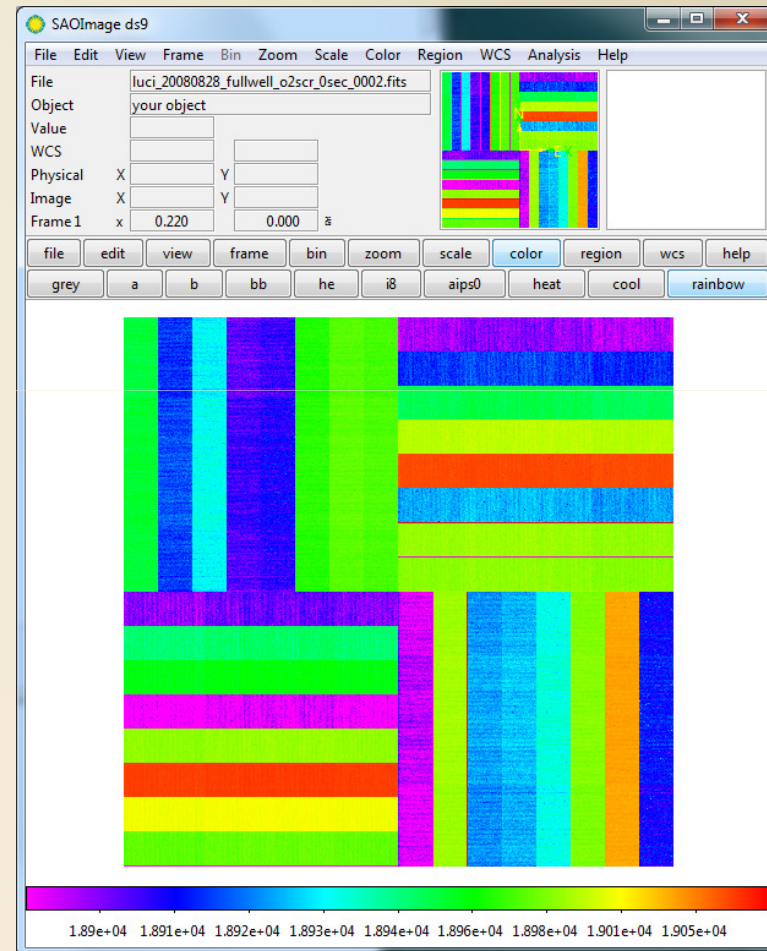 SAOImage ds9
File Edit View Frame Bin Zoom Scale Color Region WCS Analysis Help
File luci_20080828_fullwell_o2scr_0sec_0002.fits
Object your object
Value
WCS
Physical X Y
Image X Y
Frame 1 x 0.220 0.000
file edit view frame bin zoom scale color region wcs help
grey a b bb he i8 aips0 heat cool rainbow
1.89e+04 1.891e+04 1.892e+04 1.893e+04 1.894e+04 1.896e+04 1.898e+04 1.901e+04 1.905e+04